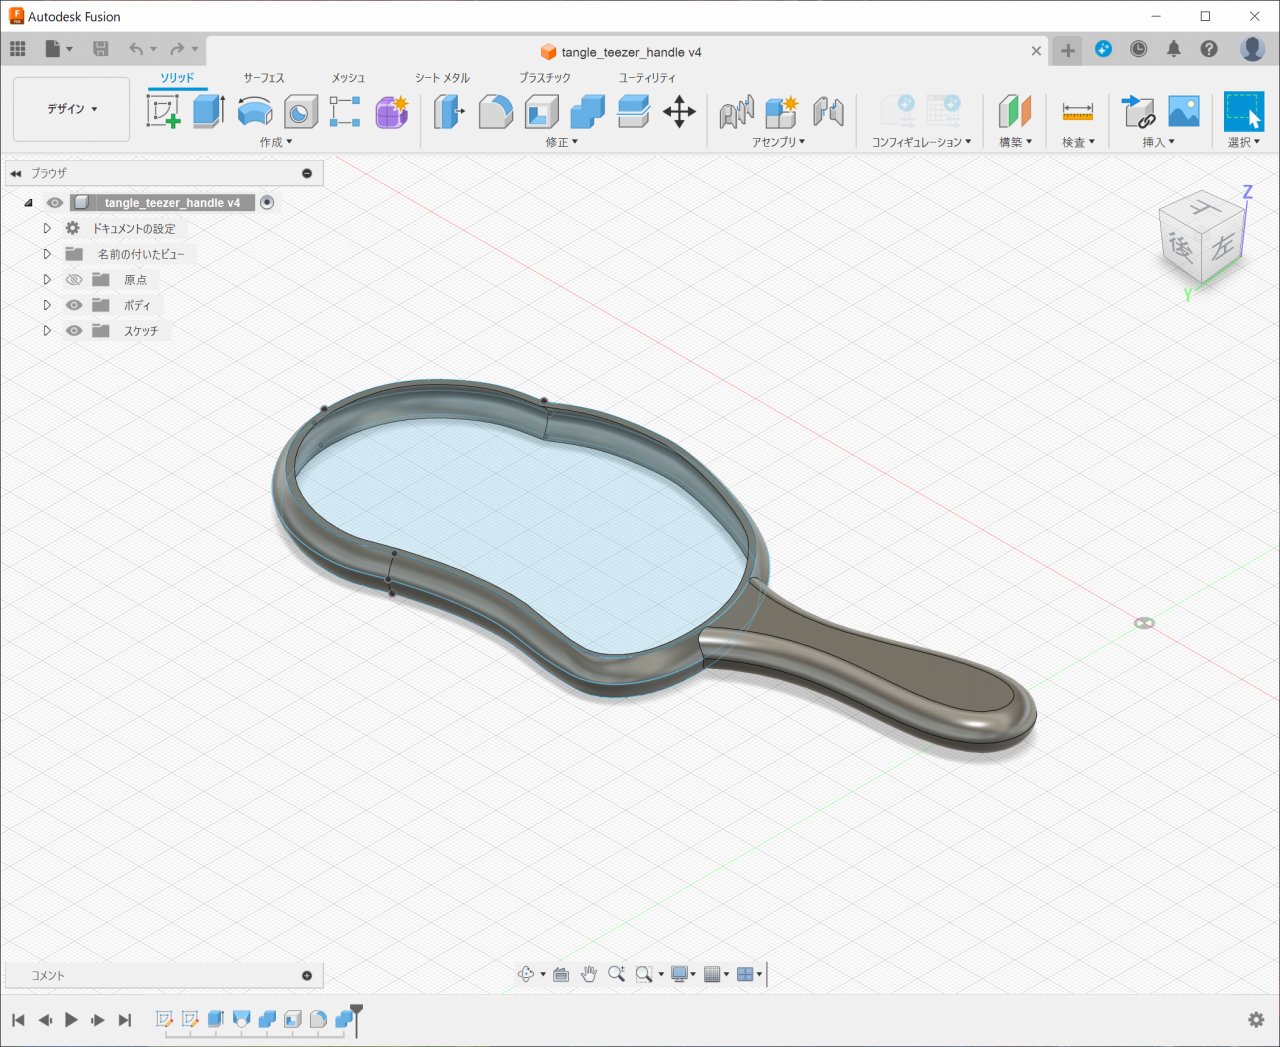 Autodesk Fusion
tangle_teezer_handle v4
デザイン
ソリッド サーフェス メッシュ シート メタル プラスチック ユーティリティ
作成 修正 アセンブリ コンフィギュレーション 構築 検査 挿入 選択
ブラウザ
tangle_teezer_handle v4
ドキュメントの設定
名前の付いたビュー
原点
ボディ
スケッチ
Z
上
後 左
Y
コメント